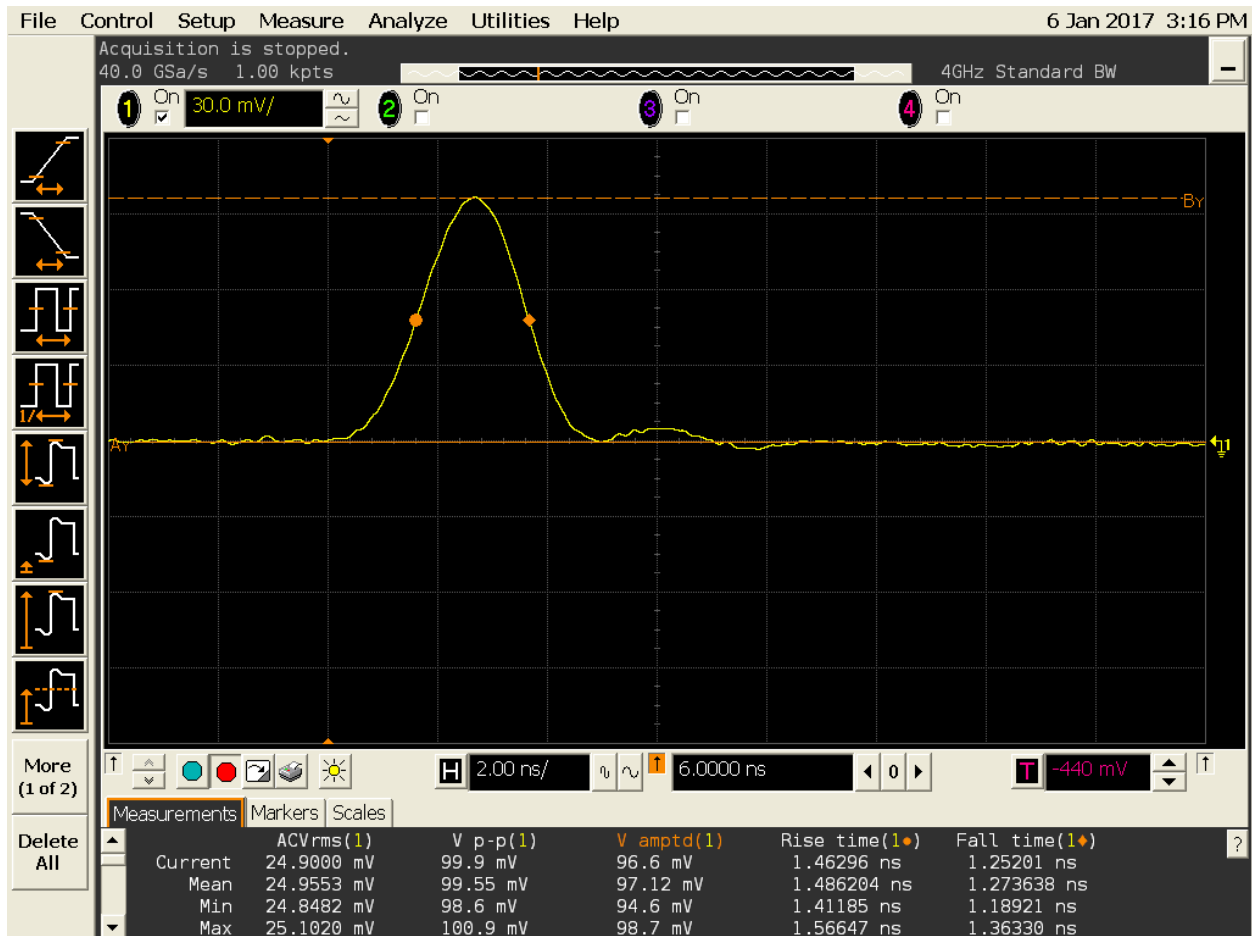 File Control Setup Measure Analyze Utilities Help 6 Jan 2017 3:16 PM
Acquisition is stopped.
40.0 GSa/s 1.00 kpts 4GHz Standard BW
1 On 30.0 mV/ 2 On 3 On 4 On
By
1/
Ay
1
More
(1 of 2)
H 2.00 ns/ 6.0000 ns 0 T -440 mV
Measurements Markers Scales
Delete
All
ACVrms(1) V p-p(1) V amptd(1) Rise time(1●) Fall time(1♦) ?
Current 24.9000 mV 99.9 mV 96.6 mV 1.46296 ns 1.25201 ns
Mean 24.9553 mV 99.55 mV 97.12 mV 1.486204 ns 1.273638 ns
Min 24.8482 mV 98.6 mV 94.6 mV 1.41185 ns 1.18921 ns
Max 25.1020 mV 100.9 mV 98.7 mV 1.56647 ns 1.36330 ns